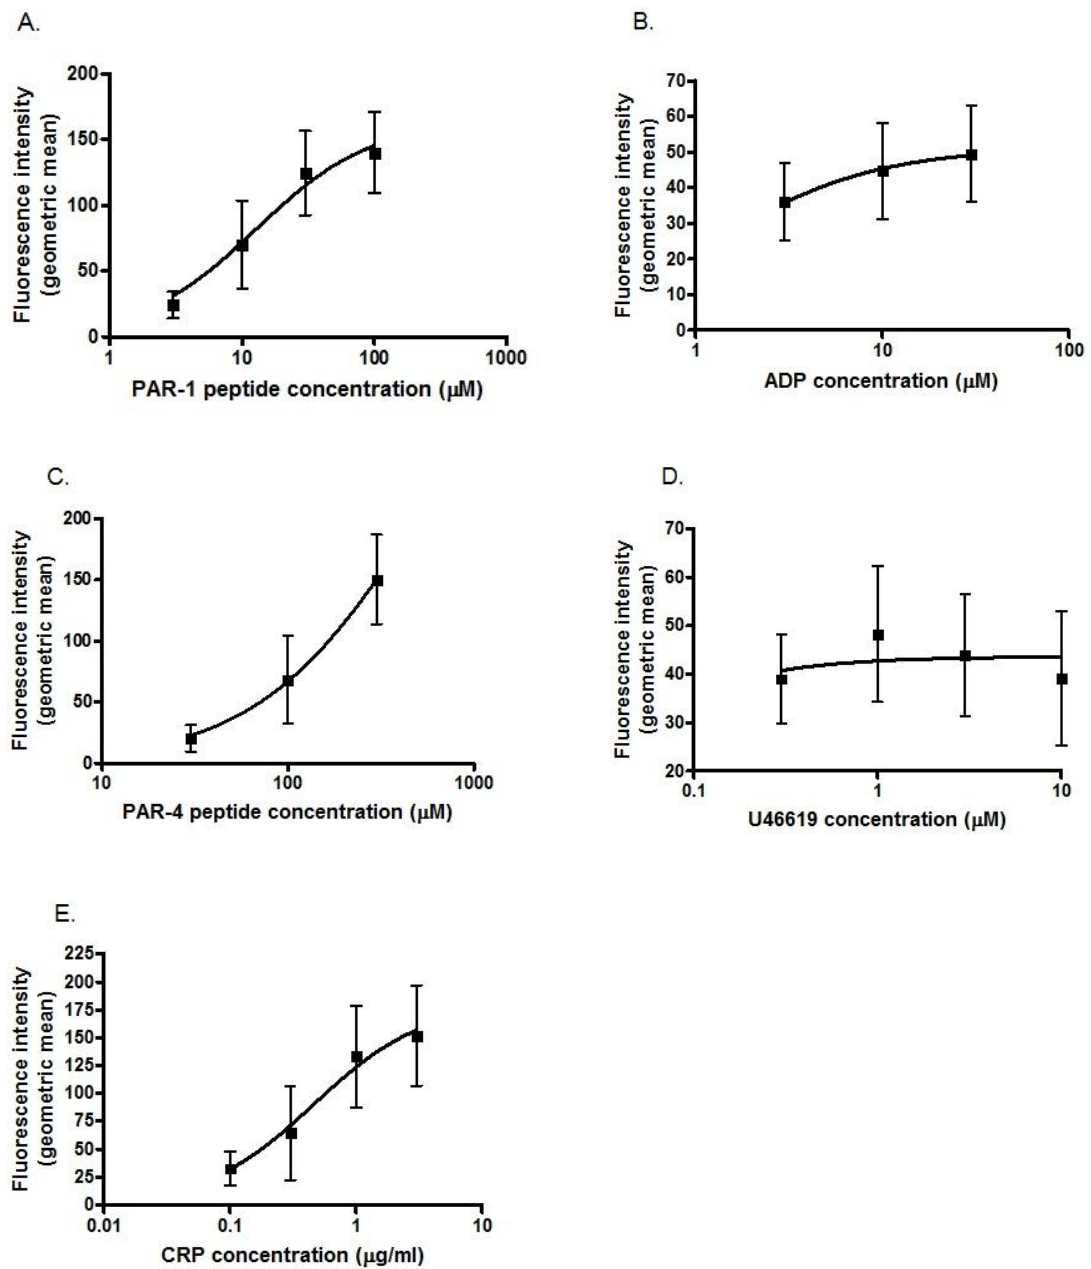 A.
Fluorescence intensity
(geometric mean)
200
150
100
50
0
1
10
100
1000
PAR-1 peptide concentration (μM)
B.
Fluorescence intensity
(geometric mean)
70
60
50
40
30
20
10
0
1
10
100
ADP concentration (μM)
C.
Fluorescence intensity
(geometric mean)
200
150
100
50
0
10
100
1000
PAR-4 peptide concentration (μM)
D.
Fluorescence intensity
(geometric mean)
70
60
50
40
30
20
0.1
1
10
U46619 concentration (μM)
E.
Fluorescence intensity
(geometric mean)
225
200
175
150
125
100
75
50
25
0
0.01
0.1
1
10
CRP concentration (μg/ml)